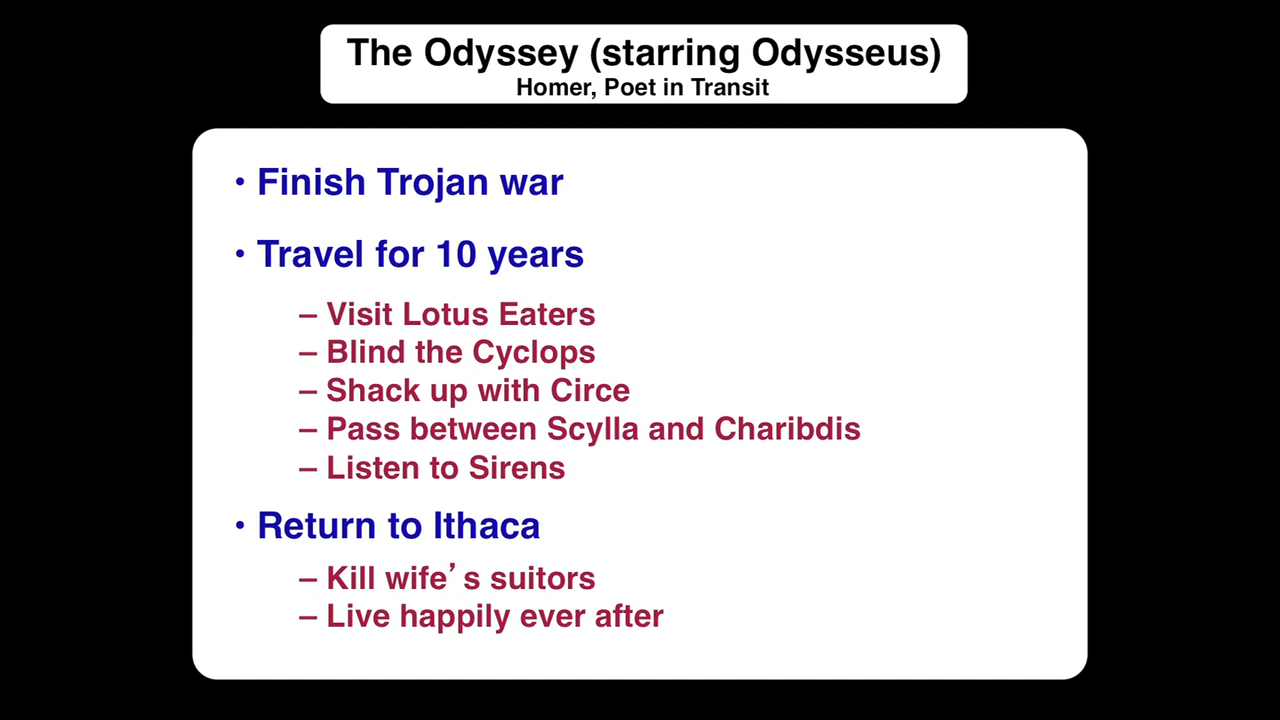 The Odyssey (starring Odysseus)
Homer, Poet in Transit
• Finish Trojan war
• Travel for 10 years
– Visit Lotus Eaters
– Blind the Cyclops
– Shack up with Circe
– Pass between Scylla and Charibdis
– Listen to Sirens
• Return to Ithaca
– Kill wife’s suitors
– Live happily ever after